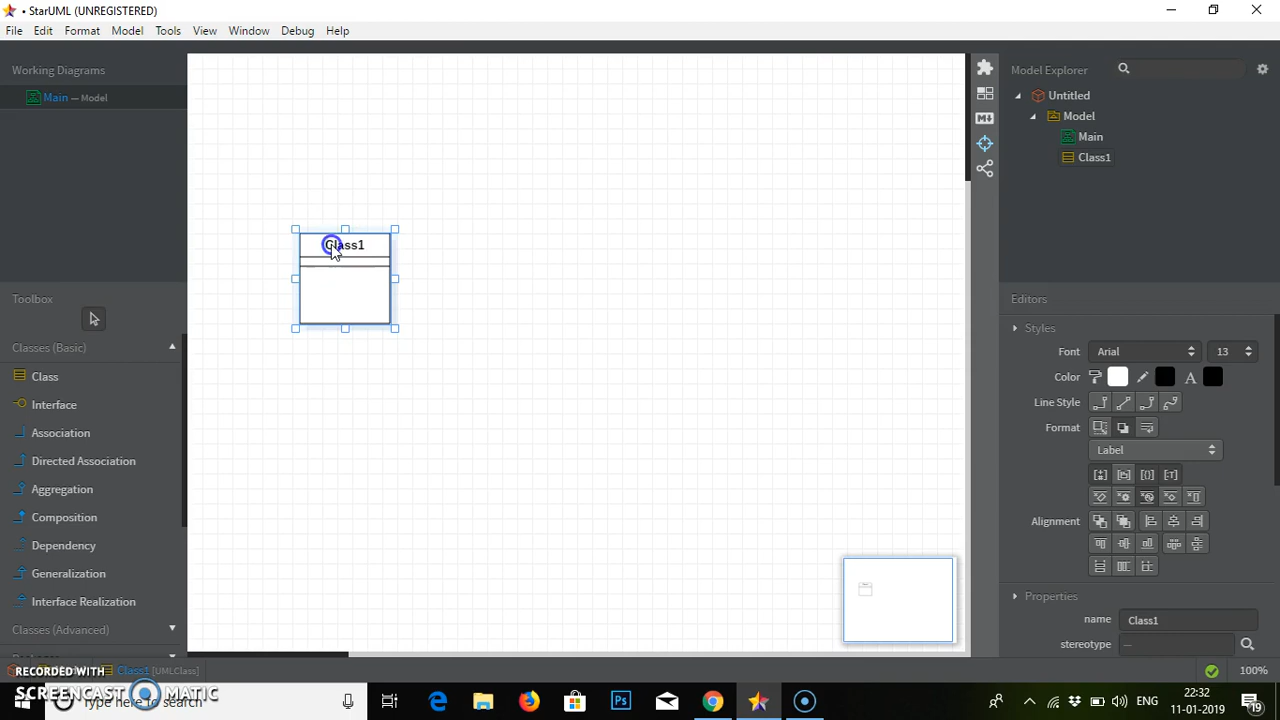 StarUML (UNREGISTERED)
File Edit Format Model Tools View Window Help
Working Diagrams
Main — Model
Toolbox
Classes (Basic)
Class
Interface
Association
Directed Association
Aggregation
Composition
Dependency
Generalization
Interface Realization
Classes (Advanced)
Class1
Model Explorer
Untitled
Model
Main
Class1
Editors
Styles
Font Arial 13
Color
Line Style
Format
Label
Alignment
Properties
name Class1
stereotype —
Class1 [UMLClass]
100%
RECORDED WITH
SCREENCAST MATIC
Type here to search
ENG
22:32
11-01-2019
19